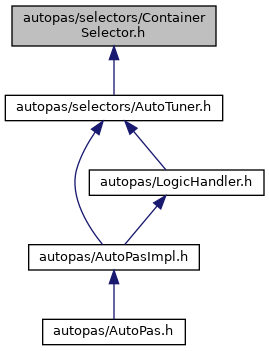 autopas/selectors/Container
Selector.h
autopas/selectors/AutoTuner.h
autopas/LogicHandler.h
autopas/AutoPasImpl.h
autopas/AutoPas.h